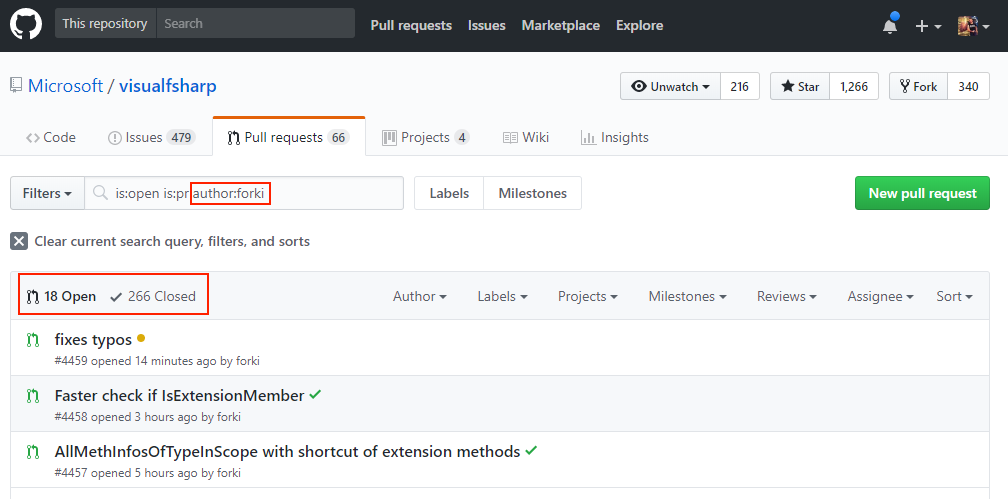 This repository Search Pull requests Issues Marketplace Explore
Microsoft / visualfsharp Unwatch 216 Star 1,266 Fork 340
Code Issues 479 Pull requests 66 Projects 4 Wiki Insights
Filters is:open is:pr author:forki Labels Milestones New pull request
Clear current search query, filters, and sorts
18 Open 266 Closed Author Labels Projects Milestones Reviews Assignee Sort
fixes typos
#4459 opened 14 minutes ago by forki
Faster check if IsExtensionMember
#4458 opened 3 hours ago by forki
AllMethInfosOfTypeInScope with shortcut of extension methods
#4457 opened 5 hours ago by forki